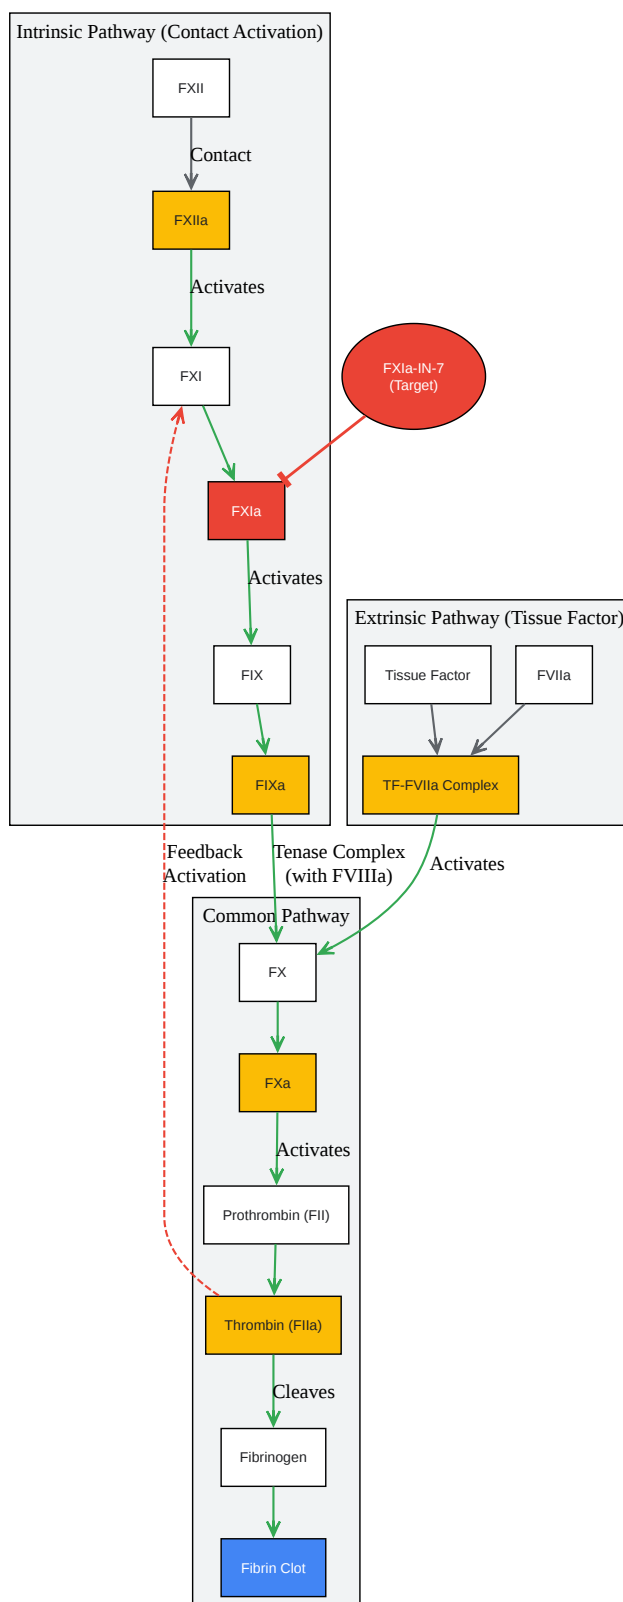 Intrinsic Pathway (Contact Activation)
FXII
Contact
FXIIa
Activates
FXI
FXIa-IN-7
(Target)
FXIa
Activates
Extrinsic Pathway (Tissue Factor)
FIX
Tissue Factor
FVIIa
FIXa
TF-FVIIa Complex
Feedback
Activation
Tenase Complex
(with FVIIIa)
Activates
Common Pathway
FX
FXa
Activates
Prothrombin (FII)
Thrombin (FIIa)
Cleaves
Fibrinogen
Fibrin Clot